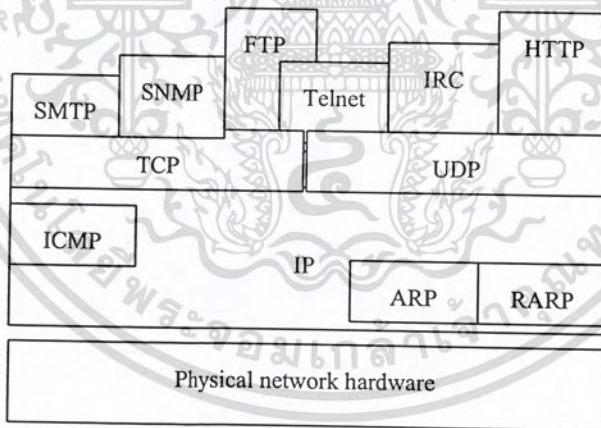 FTP
HTTP
SMTP
SNMP
Telnet
IRC
TCP
UDP
ICMP
IP
ARP
RARP
Physical network hardware